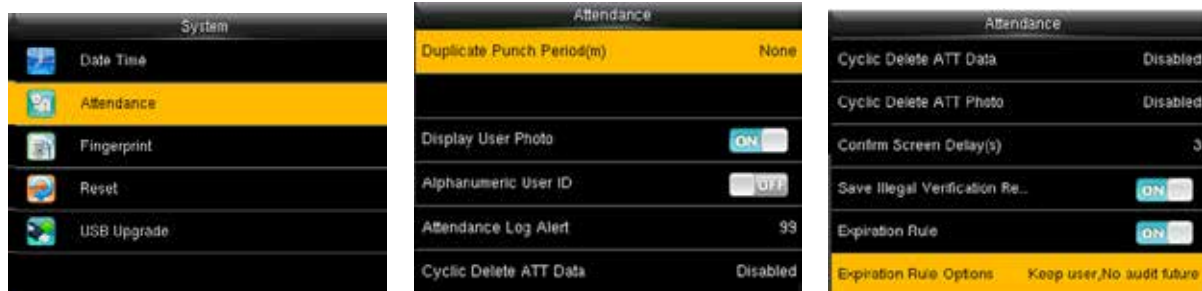 System
Date Time
Attendance
Fingerprint
Reset
USB Upgrade
Attendance
Duplicate Punch Period(m) None
Display User Photo ON
Alphanumeric User ID OFF
Attendance Log Alert 99
Cyclic Delete ATT Data Disabled
Attendance
Cyclic Delete ATT Data Disabled
Cyclic Delete ATT Photo Disabled
Confirm Screen Delay(s) 3
Save Illegal Verification Re... ON
Expiration Rule ON
Expiration Rule Options Keep user,No audit future